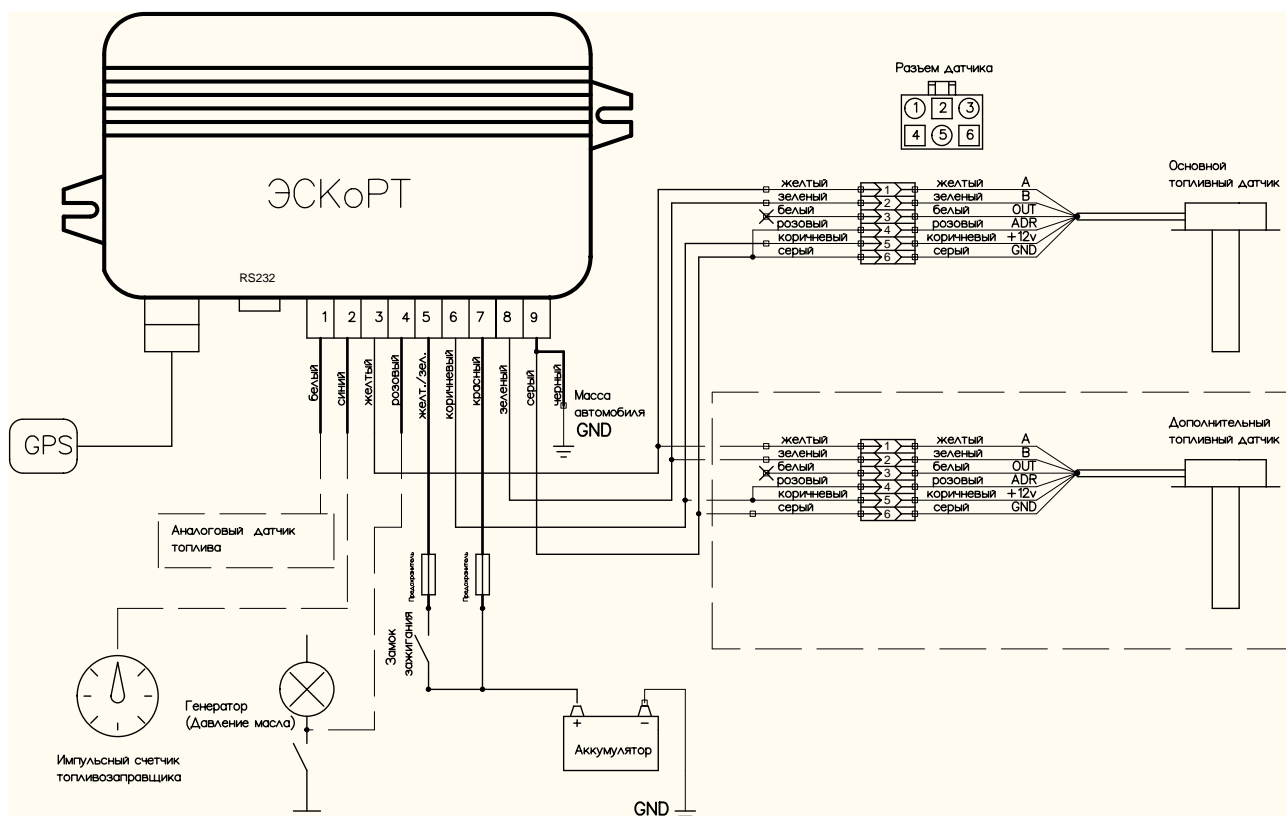 ЭСКоРТ
RS232
1 2 3 4 5 6 7 8 9
белый
синий
желтый
розовый
желт./зел.
коричневый
красный
зеленый
серый
черный
Масса
автомобиля
GND
GPS
Аналоговый датчик
топлива
Импульсный счетчик
топливозаправщика
Генератор
(Давление масла)
Предохранитель
Предохранитель
Замок
зажигания
+ −
Аккумулятор
GND
Разъем датчика
1 2 3
4 5 6
Основной
топливный датчик
желтый 1 желтый A
зеленый 2 зеленый B
белый 3 белый OUT
розовый 4 розовый ADR
коричневый 5 коричневый +12v
серый 6 серый GND
Дополнительный
топливный датчик
желтый 1 желтый A
зеленый 2 зеленый B
белый 3 белый OUT
розовый 4 розовый ADR
коричневый 5 коричневый +12v
серый 6 серый GND